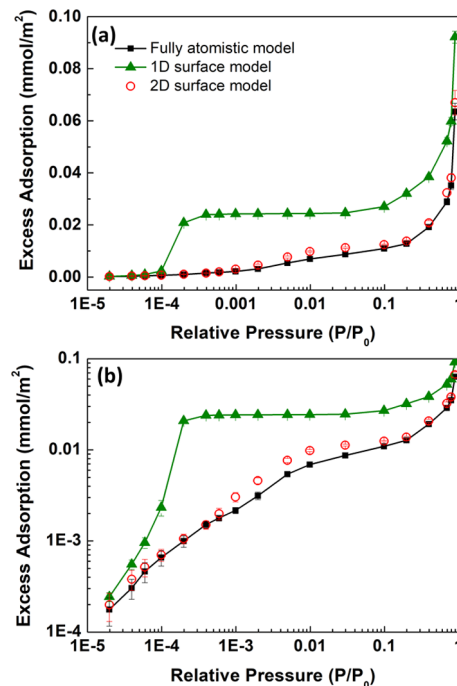 (a)
Fully atomistic model
1D surface model
2D surface model
Excess Adsorption (mmol/m²)
0.10
0.08
0.06
0.04
0.02
0.00
1E-5 1E-4 0.001 0.01 0.1 1
Relative Pressure (P/P₀)
(b)
Excess Adsorption (mmol/m²)
0.1
0.01
1E-3
1E-4
1E-5 1E-4 1E-3 0.01 0.1 1
Relative Pressure (P/P₀)